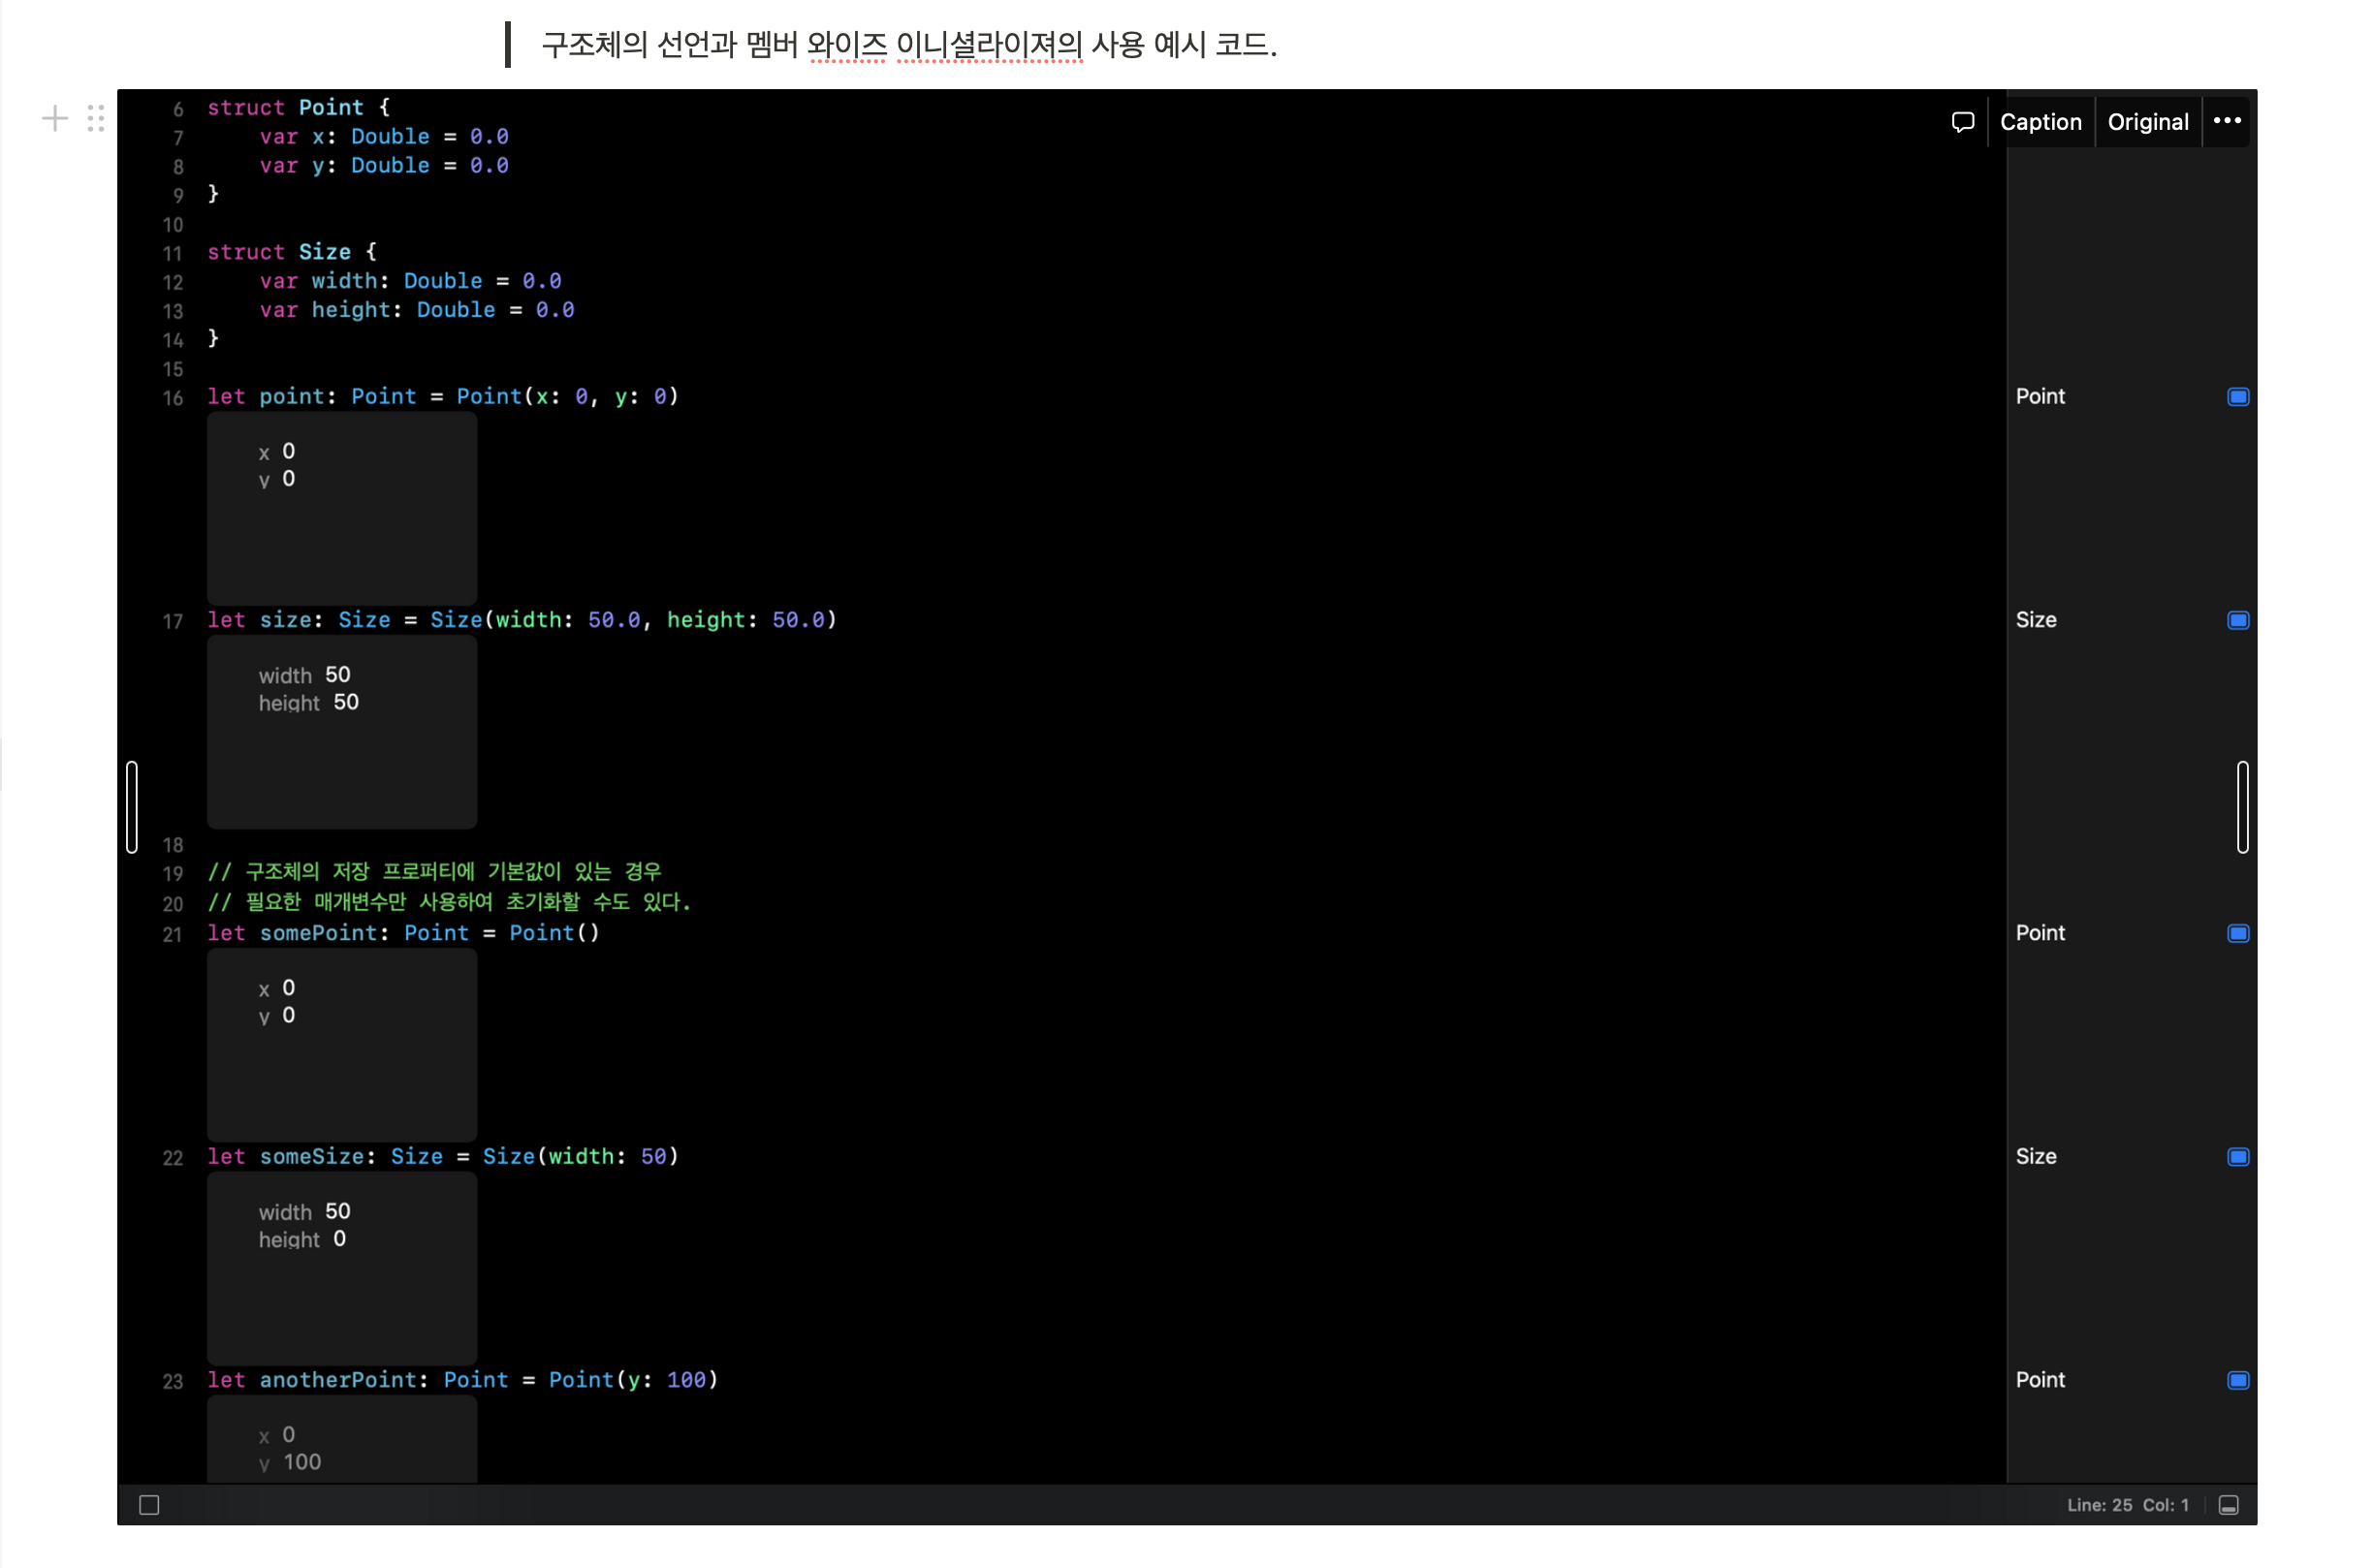 구조체의 선언과 멤버 와이즈 이니셜라이져의 사용 예시 코드.
Caption Original
6 struct Point {
7 var x: Double = 0.0
8 var y: Double = 0.0
9 }
10
11 struct Size {
12 var width: Double = 0.0
13 var height: Double = 0.0
14 }
15
16 let point: Point = Point(x: 0, y: 0) Point
x 0
y 0
17 let size: Size = Size(width: 50.0, height: 50.0) Size
width 50
height 50
18
19 // 구조체의 저장 프로퍼티에 기본값이 있는 경우
20 // 필요한 매개변수만 사용하여 초기화할 수도 있다.
21 let somePoint: Point = Point() Point
x 0
y 0
22 let someSize: Size = Size(width: 50) Size
width 50
height 0
23 let anotherPoint: Point = Point(y: 100) Point
x 0
y 100
Line: 25 Col: 1